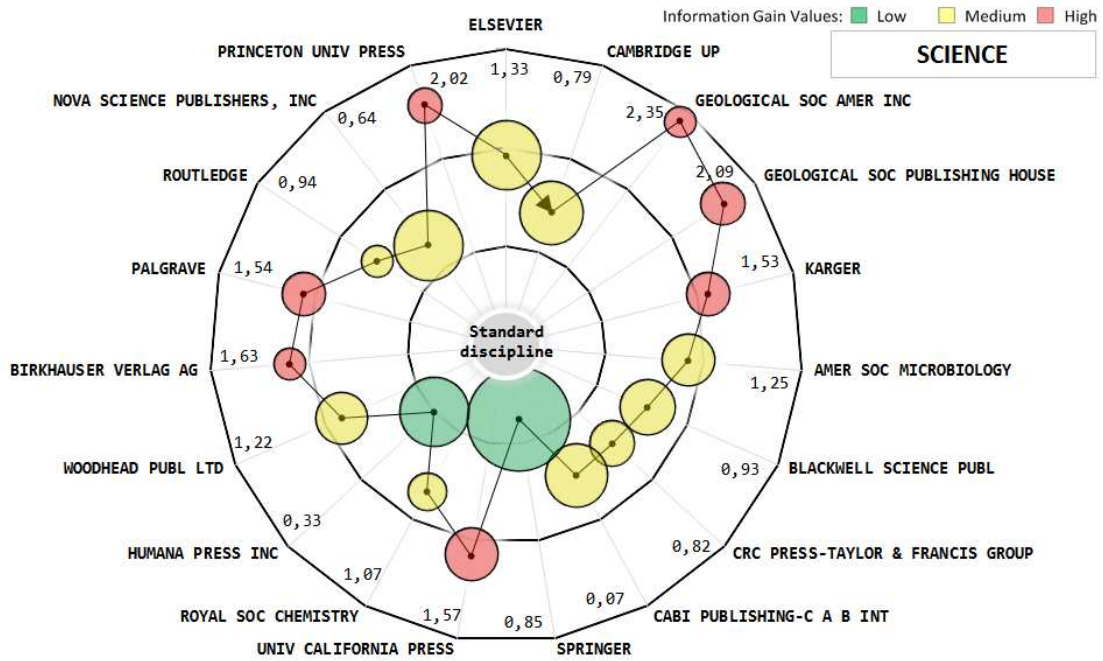 Information Gain Values: Low Medium High
SCIENCE
ELSEVIER
PRINCETON UNIV PRESS
CAMBRIDGE UP
2,02
1,33
0,79
NOVA SCIENCE PUBLISHERS, INC
0,64
2,35
GEOLOGICAL SOC AMER INC
ROUTLEDGE
0,94
2,09
GEOLOGICAL SOC PUBLISHING HOUSE
PALGRAVE
1,54
1,53
KARGER
Standard
discipline
BIRKHAUSER VERLAG AG
1,63
AMER SOC MICROBIOLOGY
1,25
1,22
WOODHEAD PUBL LTD
0,93
BLACKWELL SCIENCE PUBL
0,33
HUMANA PRESS INC
0,82
CRC PRESS-TAYLOR & FRANCIS GROUP
1,07
ROYAL SOC CHEMISTRY
0,07
CABI PUBLISHING-C A B INT
1,57
0,85
UNIV CALIFORNIA PRESS
SPRINGER